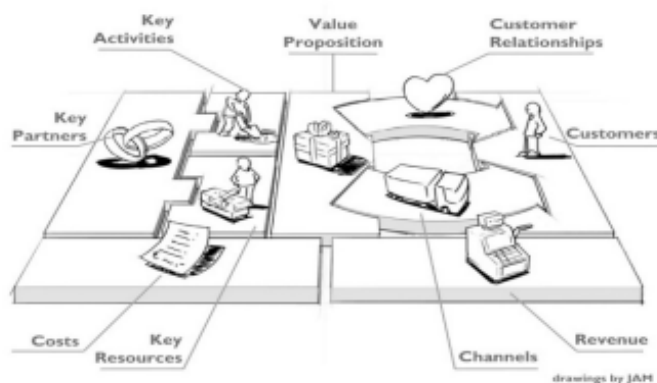 Key
Activities
Value
Proposition
Customer
Relationships
Key
Partners
Customers
Costs
Key
Resources
Channels
Revenue
drawings by JAM